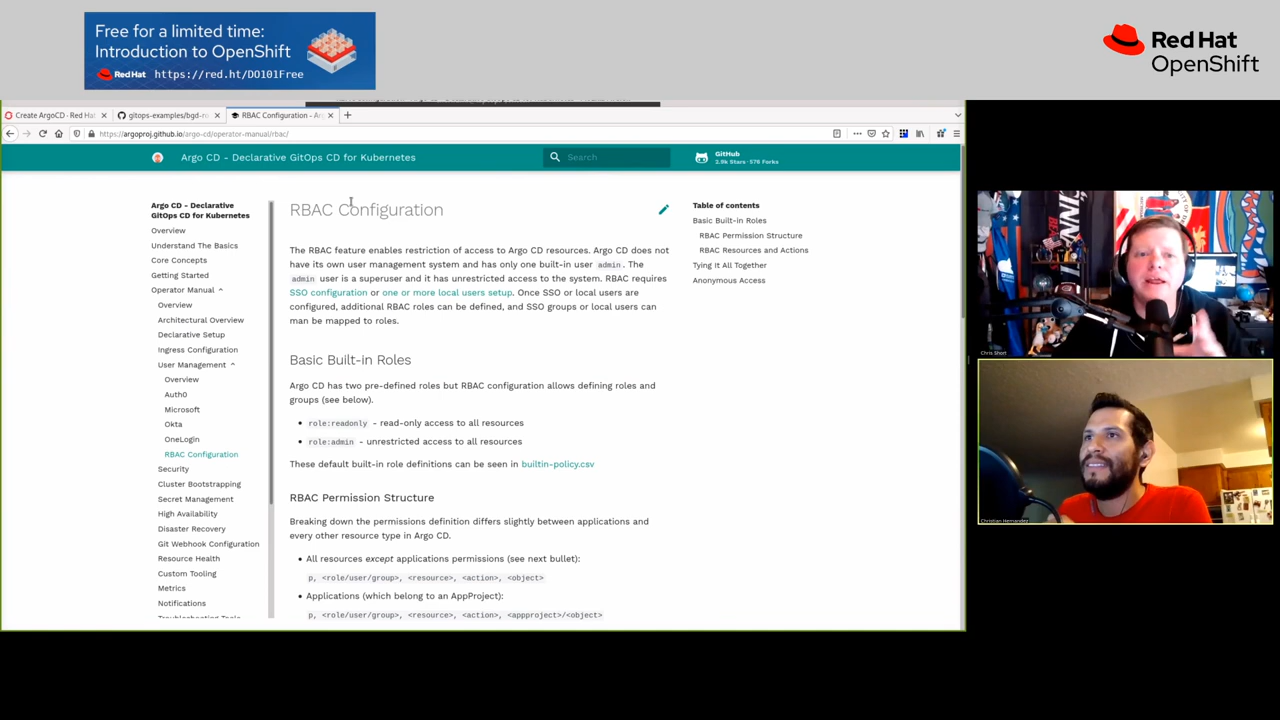 Free for a limited time:
Introduction to OpenShift
Red Hat https://red.ht/DO101Free
Red Hat
OpenShift
Create ArgoCD · Red Hat
gitops-examples/bgd-ro
RBAC Configuration - Arg
https://argoproj.github.io/argo-cd/operator-manual/rbac/
Argo CD - Declarative GitOps CD for Kubernetes
Search
GitHub
2.9k Stars · 576 Forks
Argo CD - Declarative
GitOps CD for Kubernetes
Overview
Understand The Basics
Core Concepts
Getting Started
Operator Manual
Overview
Architectural Overview
Declarative Setup
Ingress Configuration
User Management
Overview
Auth0
Microsoft
Okta
OneLogin
RBAC Configuration
Security
Cluster Bootstrapping
Secret Management
High Availability
Disaster Recovery
Git Webhook Configuration
Resource Health
Custom Tooling
Metrics
Notifications
Troubleshooting Tools
RBAC Configuration
The RBAC feature enables restriction of access to Argo CD resources. Argo CD does not
have its own user management system and has only one built-in user admin. The
admin user is a superuser and it has unrestricted access to the system. RBAC requires
SSO configuration or one or more local users setup. Once SSO or local users are
configured, additional RBAC roles can be defined, and SSO groups or local users can
man be mapped to roles.
Basic Built-in Roles
Argo CD has two pre-defined roles but RBAC configuration allows defining roles and
groups (see below).
• role:readonly - read-only access to all resources
• role:admin - unrestricted access to all resources
These default built-in role definitions can be seen in builtin-policy.csv
RBAC Permission Structure
Breaking down the permissions definition differs slightly between applications and
every other resource type in Argo CD.
• All resources except applications permissions (see next bullet):
p, <role/user/group>, <resource>, <action>, <object>
• Applications (which belong to an AppProject):
p, <role/user/group>, <resource>, <action>, <appproject>/<object>
Table of contents
Basic Built-in Roles
RBAC Permission Structure
RBAC Resources and Actions
Tying It All Together
Anonymous Access
Chris Short
Christian Hernandez